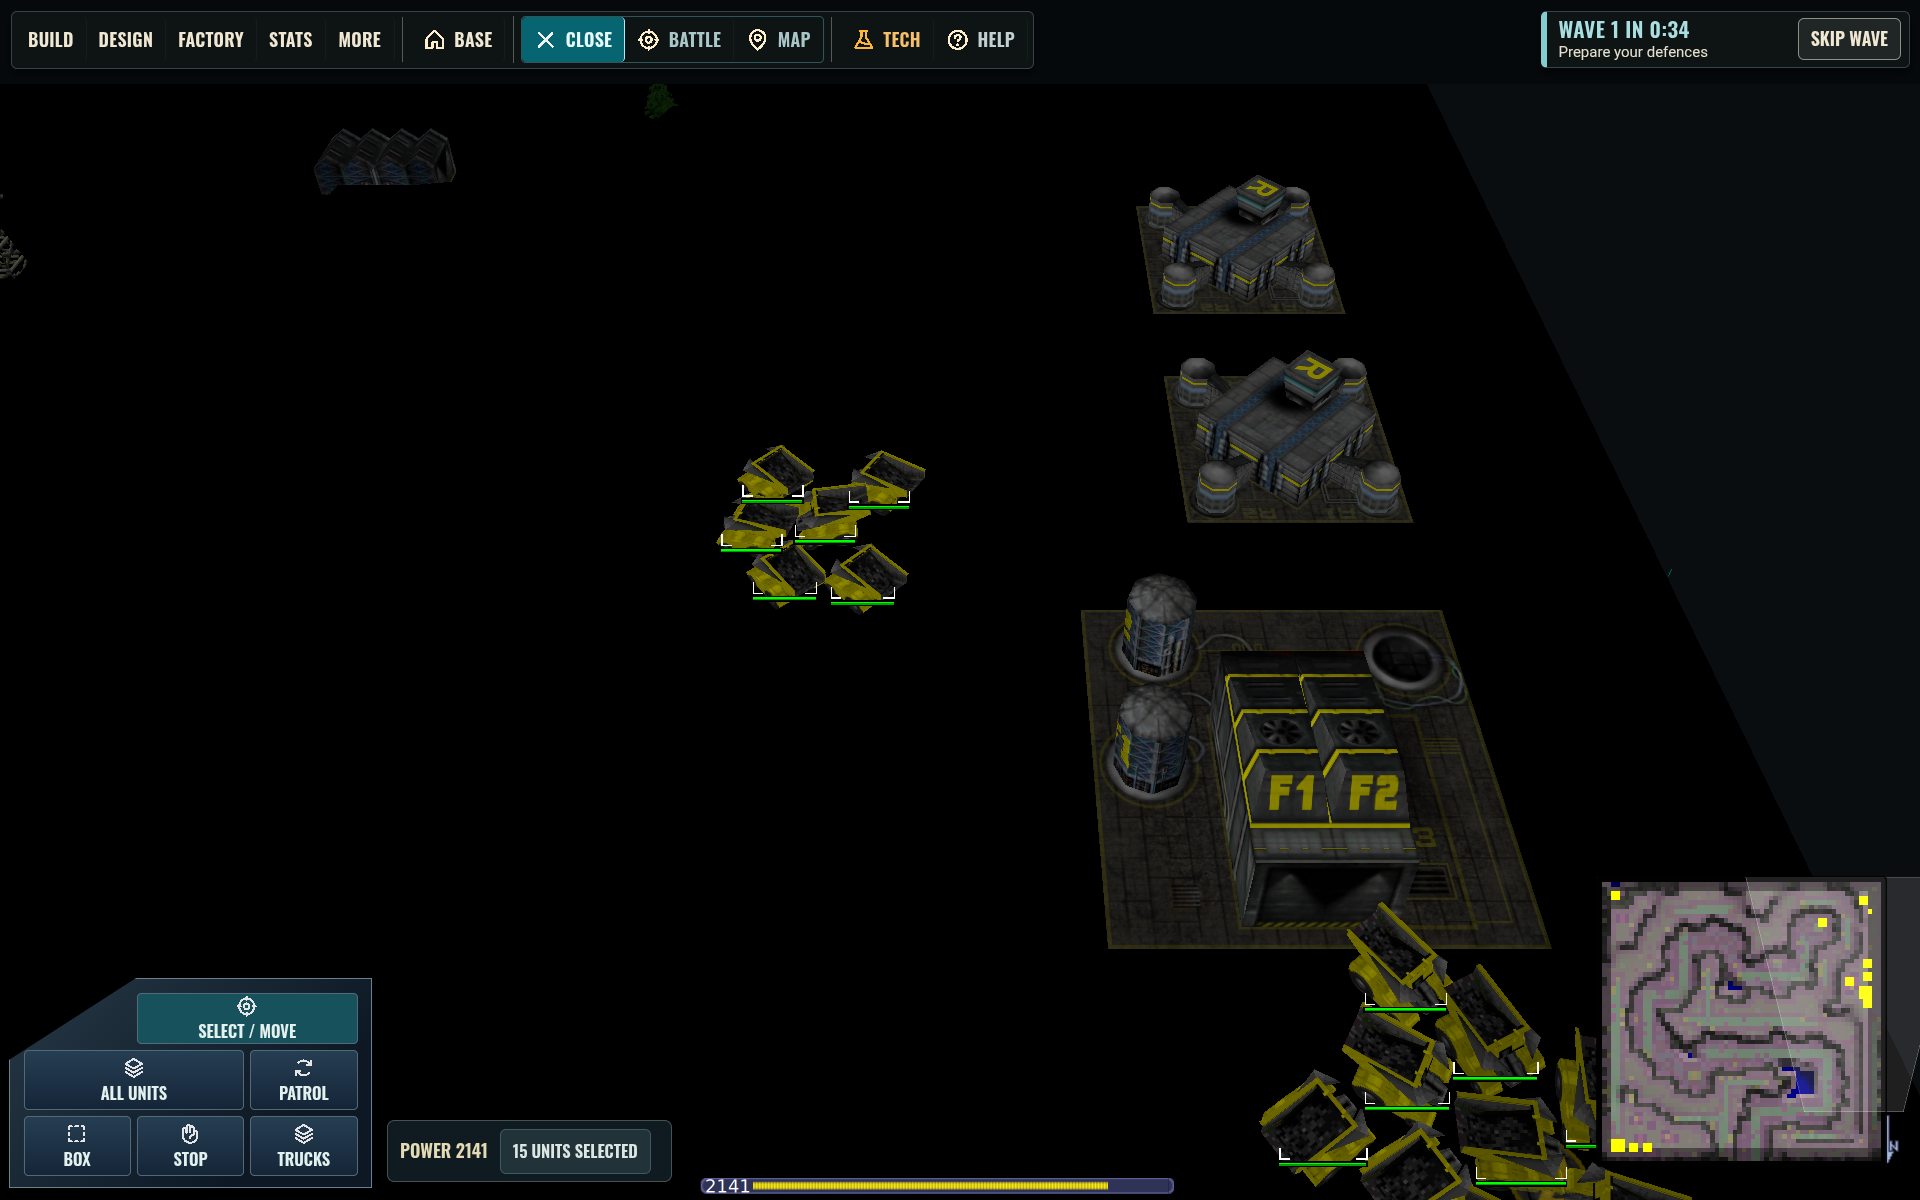 BUILD DESIGN FACTORY STATS MORE BASE CLOSE BATTLE MAP TECH HELP
WAVE 1 IN 0:34
Prepare your defences
SKIP WAVE
R
R
F1 F2
3
SELECT / MOVE
ALL UNITS PATROL
BOX STOP TRUCKS
POWER 2141 15 UNITS SELECTED
2141
N